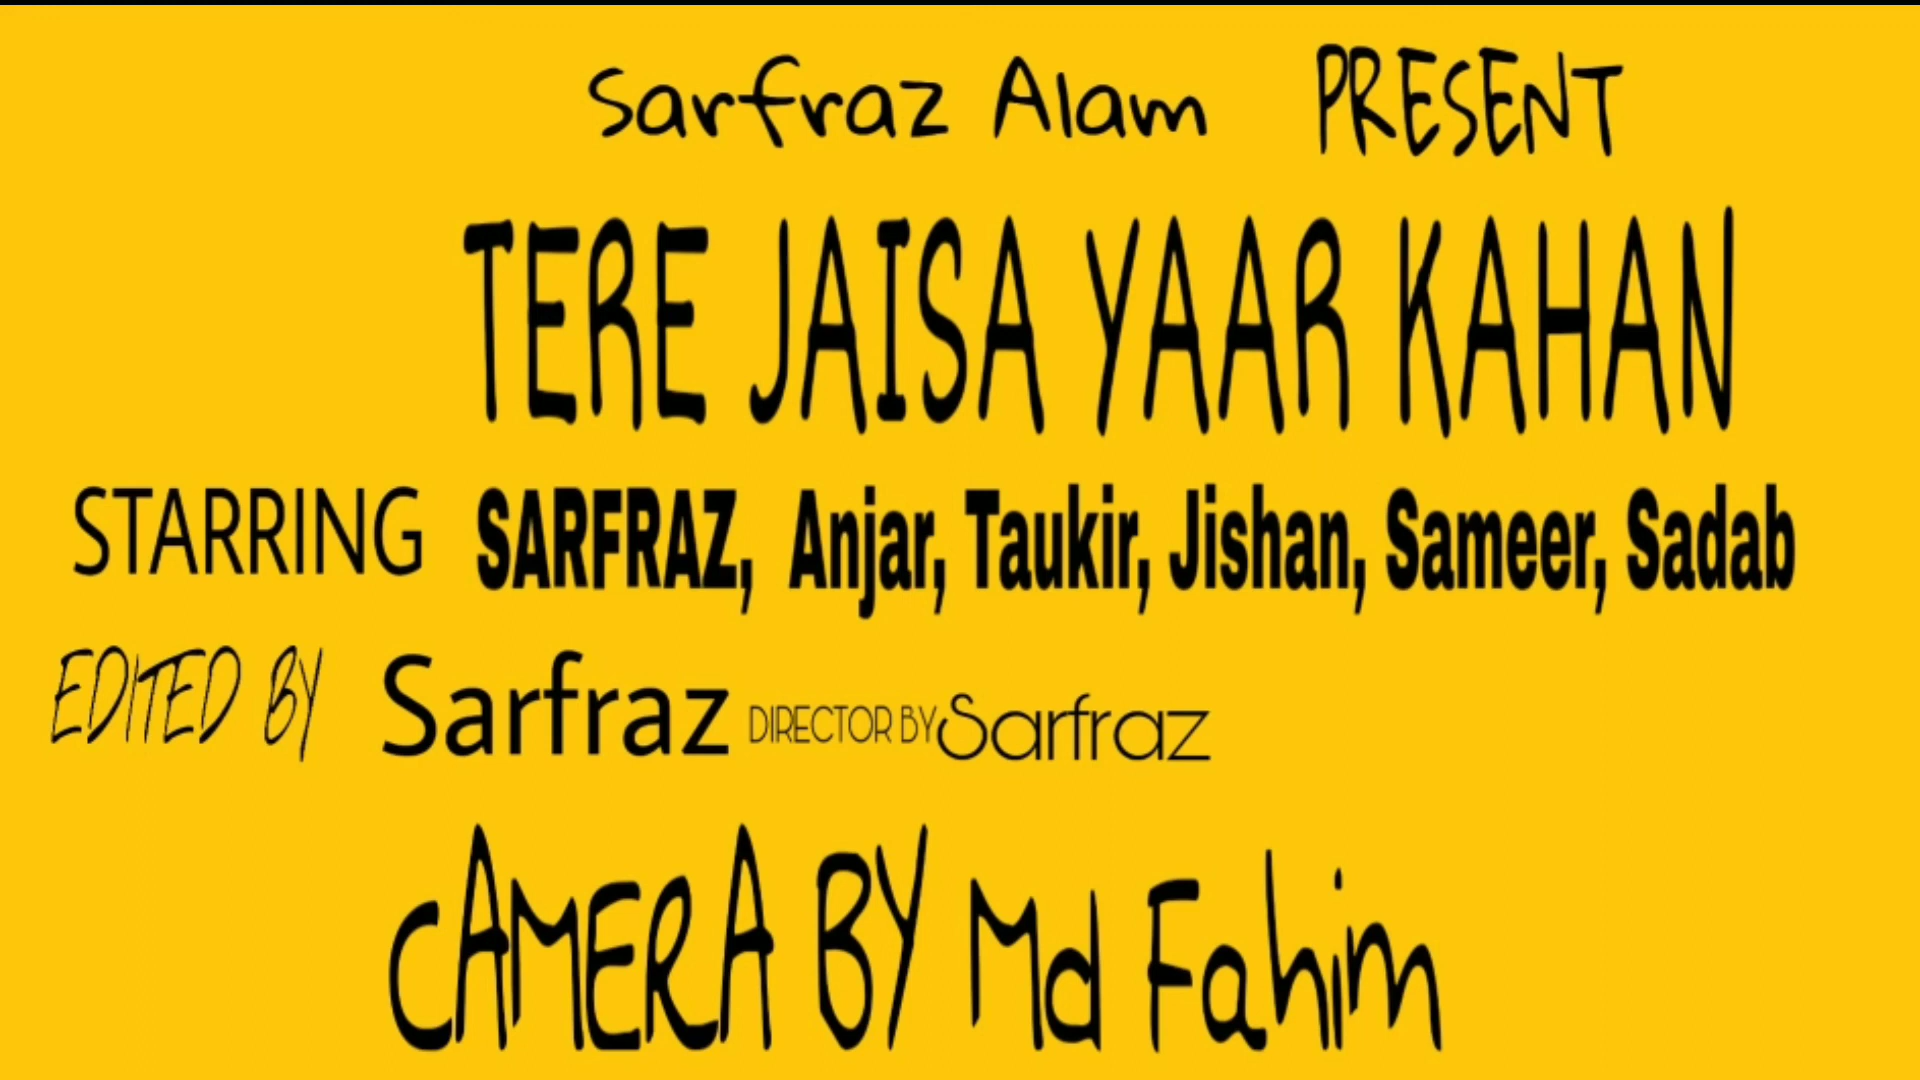 Sarfraz Alam PRESENT
TERE JAISA YAAR KAHAN
STARRING SARFRAZ, Anjar, Taukir, Jishan, Sameer, Sadab
EDITED BY Sarfraz DIRECTOR BY Sarfraz
CAMERA BY Md Fahim